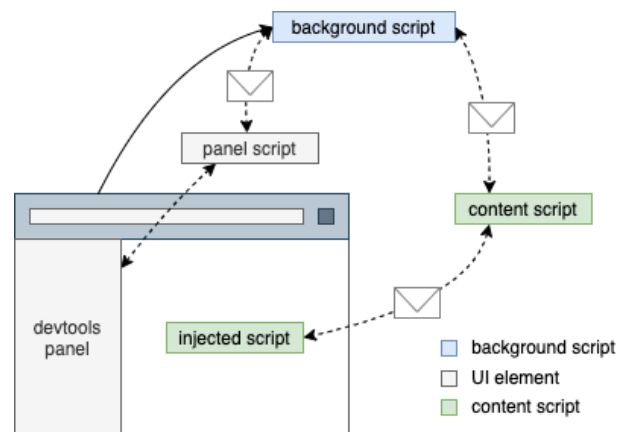 background script
panel script
content script
devtools
panel
injected script
background script
UI element
content script